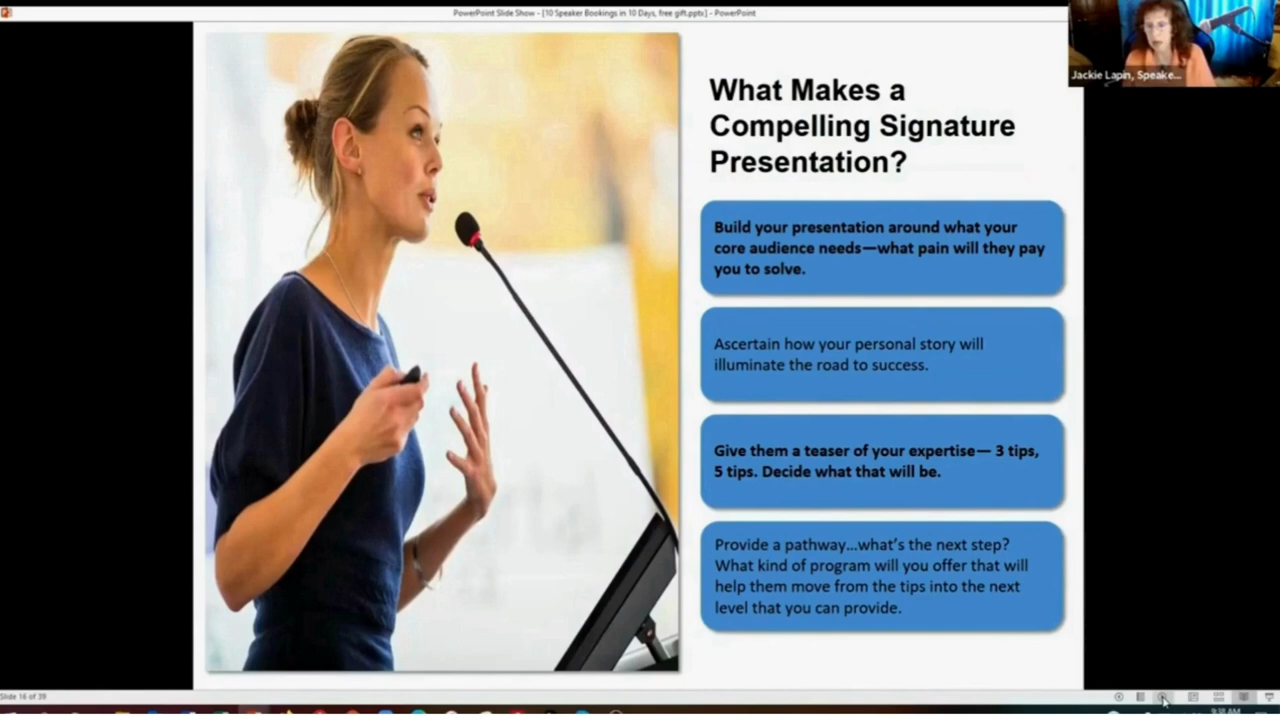 PowerPoint Slide Show - [10 Speaker Bookings in 10 Days, free gift.pptx] - PowerPoint
Jackie Lapin, Speake...
What Makes a
Compelling Signature
Presentation?
Build your presentation around what your
core audience needs—what pain will they pay
you to solve.
Ascertain how your personal story will
illuminate the road to success.
Give them a teaser of your expertise— 3 tips,
5 tips. Decide what that will be.
Provide a pathway...what's the next step?
What kind of program will you offer that will
help them move from the tips into the next
level that you can provide.
Slide 16 of 39